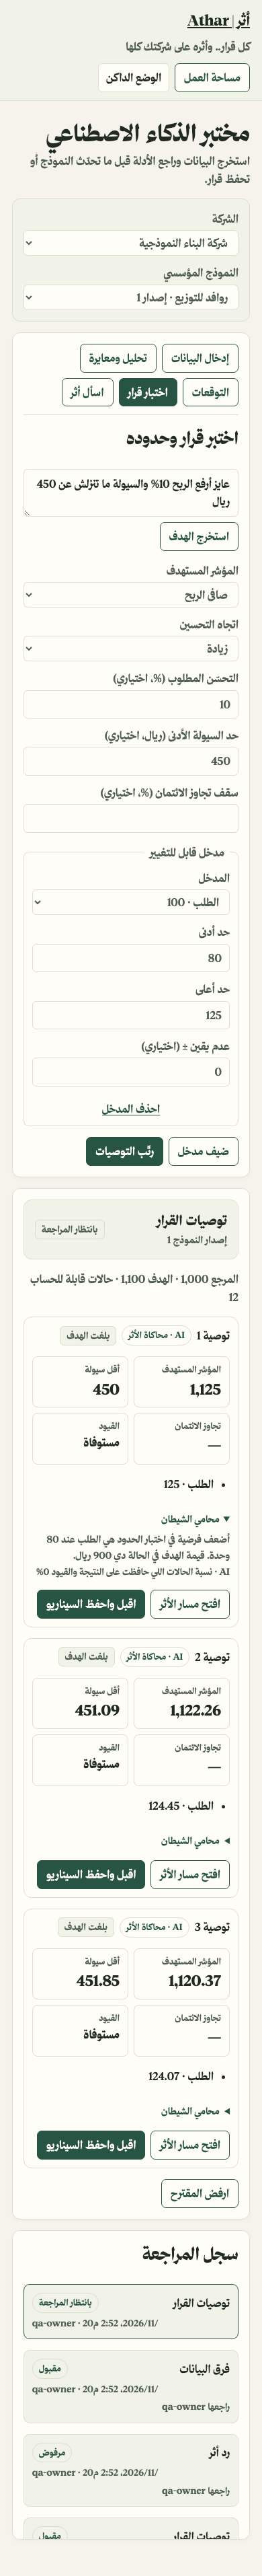 أثر | Athar
كل قرار.. وأثره على شركتك كلها
مساحة العمل
الوضع الداكن
مختبر الذكاء الاصطناعي
استخرج البيانات وراجع الأدلة قبل ما تحدّث النموذج أو
تحفظ قرار.
الشركة
شركة البناء النموذجية
النموذج المؤسسي
روافد للتوزيع · إصدار 1
إدخال البيانات
تحليل ومعايرة
التوقعات
اختبار قرار
اسأل أثر
اختبر قرار وحدوده
عايز أرفع الربح 10% والسيولة ما تنزلش عن 450
ريال
استخرج الهدف
المؤشر المستهدف
صافي الربح
اتجاه التحسين
زيادة
التحسّن المطلوب (%، اختياري)
10
حد السيولة الأدنى (ريال، اختياري)
450
سقف تجاوز الائتمان (%، اختياري)
مدخل قابل للتغيير
المدخل
الطلب · 100
حد أدنى
80
حد أعلى
125
عدم يقين ± (اختياري)
0
احذف المدخل
ضيف مدخل
رتّب التوصيات
توصيات القرار
بانتظار المراجعة
إصدار النموذج 1
المرجع 1,000 · الهدف 1,100 · حالات قابلة للحساب
12
توصية 1
AI · محاكاة الأثر
بلغت الهدف
المؤشر المستهدف
1,125
أقل سيولة
450
تجاوز الائتمان
—
القيود
مستوفاة
• الطلب · 125
▼ محامي الشيطان
أضعف فرضية في اختبار الحدود هي الطلب عند 80
وحدة. قيمة الهدف في الحالة دي 900 ريال.
AI · نسبة الحالات اللي حافظت على النتيجة والقيود 0%
افتح مسار الأثر
اقبل واحفظ السيناريو
توصية 2
AI · محاكاة الأثر
بلغت الهدف
المؤشر المستهدف
1,122.26
أقل سيولة
451.09
تجاوز الائتمان
—
القيود
مستوفاة
• الطلب · 124.45
◀ محامي الشيطان
افتح مسار الأثر
اقبل واحفظ السيناريو
توصية 3
AI · محاكاة الأثر
بلغت الهدف
المؤشر المستهدف
1,120.37
أقل سيولة
451.85
تجاوز الائتمان
—
القيود
مستوفاة
• الطلب · 124.07
◀ محامي الشيطان
افتح مسار الأثر
اقبل واحفظ السيناريو
ارفض المقترح
سجل المراجعة
توصيات القرار
بانتظار المراجعة
qa-owner · 20‏/11‏/2026، 2:52 م
فرق البيانات
مقبول
qa-owner · 20‏/11‏/2026، 2:52 م
راجعها qa-owner
رد أثر
مرفوض
qa-owner · 20‏/11‏/2026، 2:52 م
راجعها qa-owner
توصيات القرار
مقبول